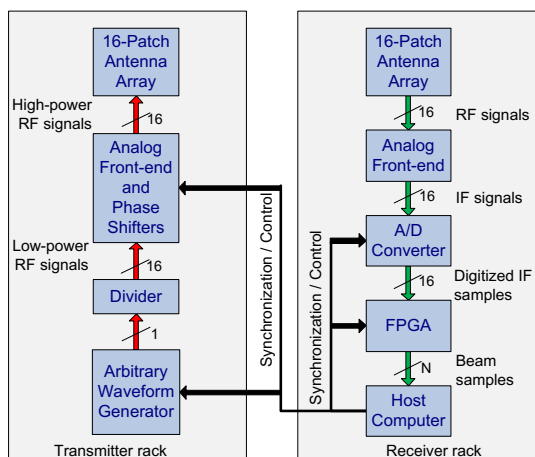 16-Patch
Antenna
Array
High-power
RF signals
16
Analog
Front-end
and
Phase
Shifters
Low-power
RF signals
16
Divider
1
Arbitrary
Waveform
Generator
Transmitter rack
Synchronization / Control
16-Patch
Antenna
Array
16
RF signals
Analog
Front-end
16
IF signals
A/D
Converter
16
Digitized IF
samples
FPGA
N
Beam
samples
Host
Computer
Synchronization / Control
Receiver rack